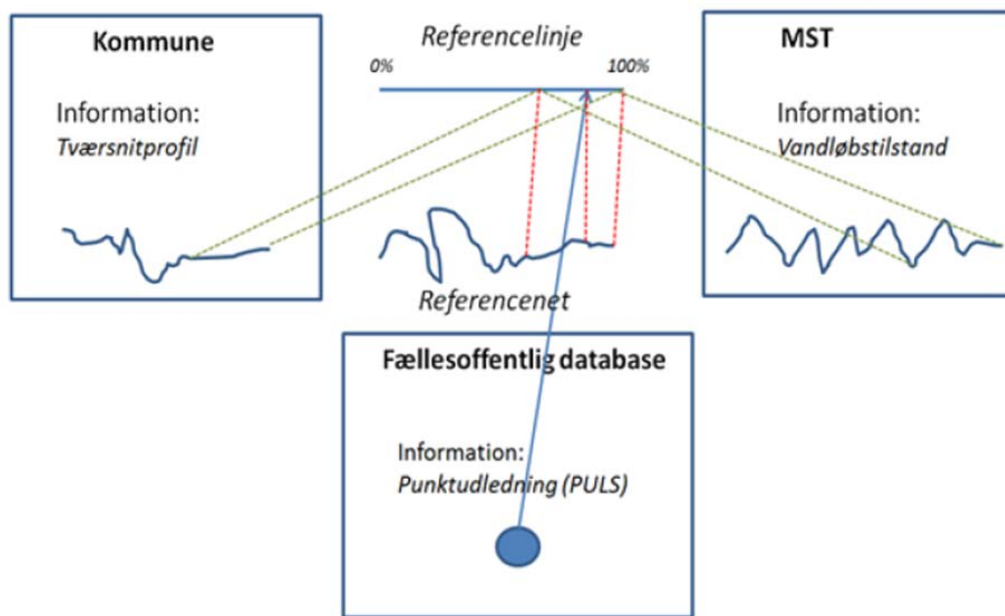 Kommune
Information:
Tværsnitprofil
Referencelinje
0%
100%
MST
Information:
Vandløbstilstand
Referencenet
Fællesoffentlig database
Information:
Punktudledning (PULS)